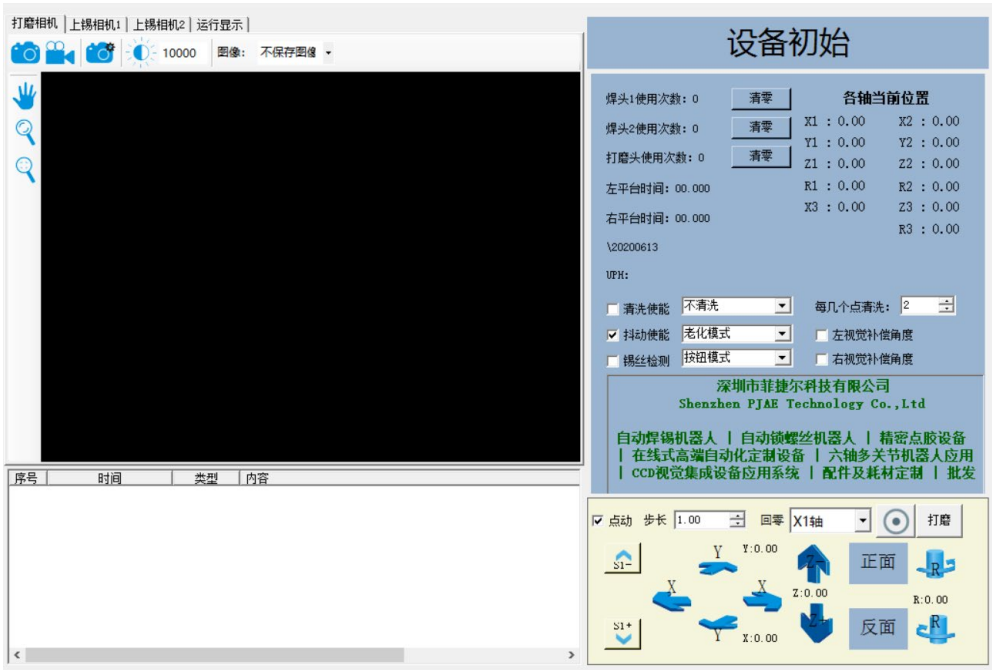 打磨相机 上锡相机1 上锡相机2 运行显示
10000 图像: 不保存图像
设备初始
焊头1使用次数: 0 清零
焊头2使用次数: 0 清零
打磨头使用次数: 0 清零
左平台时间: 00.000
右平台时间: 00.000
\20200613
UPH:
各轴当前位置
X1 : 0.00 X2 : 0.00
Y1 : 0.00 Y2 : 0.00
Z1 : 0.00 Z2 : 0.00
R1 : 0.00 R2 : 0.00
X3 : 0.00 Z3 : 0.00
R3 : 0.00
清洗使能 不清洗 每几个点清洗: 2
抖动使能 老化模式 左视觉补偿角度
锡丝检测 按钮模式 右视觉补偿角度
深圳市菲捷尔科技有限公司
Shenzhen PJAE Technology Co.,Ltd
自动焊锡机器人 | 自动锁螺丝机器人 | 精密点胶设备
| 在线式高端自动化定制设备 | 六轴多关节机器人应用
| CCD视觉集成设备应用系统 | 配件及耗材定制 | 批发
序号 时间 类型 内容
点动 步长 1.00 回零 X1轴 打磨
S1- Y Y:0.00 Z- 正面 R
X X Z:0.00 R:0.00
S1+ Y X:0.00 Z+ 反面 R